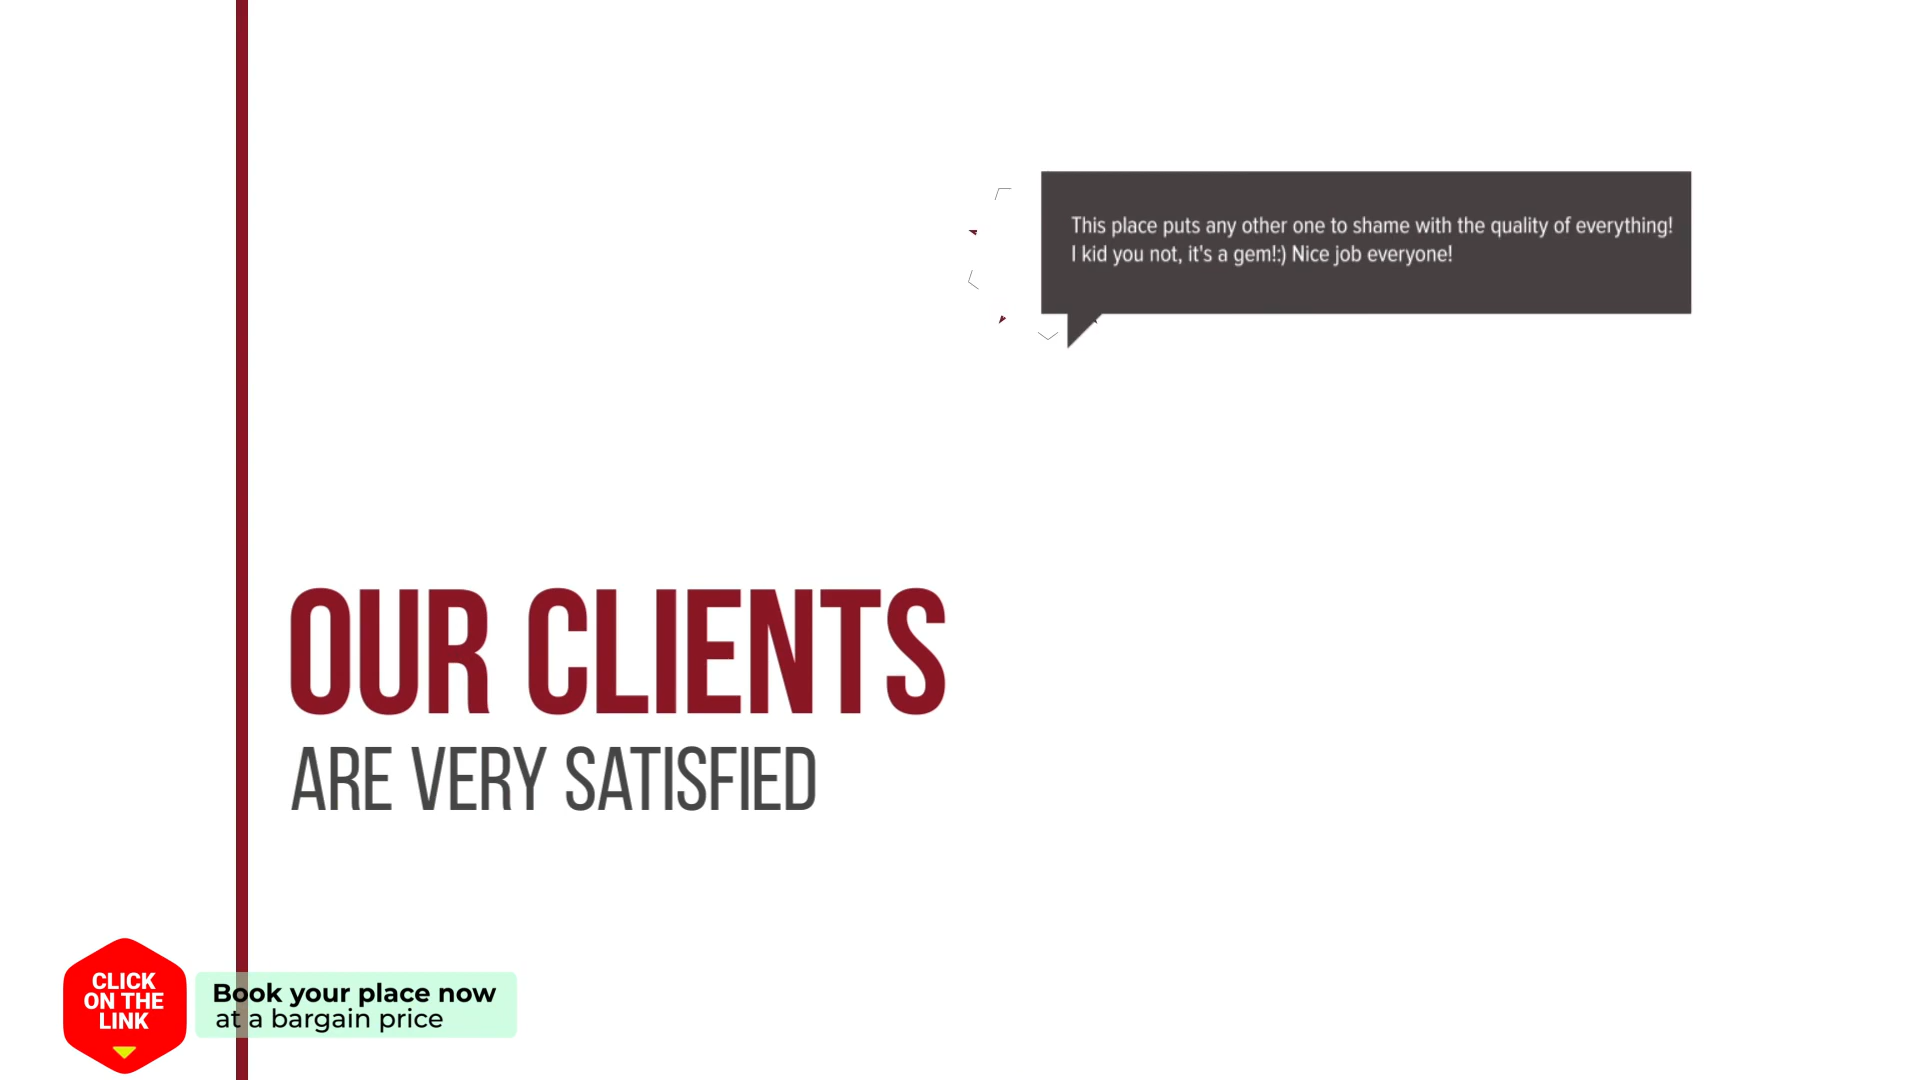 This place puts any other one to shame with the quality of everything!
I kid you not, it's a gem!:) Nice job everyone!
OUR CLIENTS
ARE VERY SATISFIED
CLICK
ON THE
LINK
Book your place now
at a bargain price